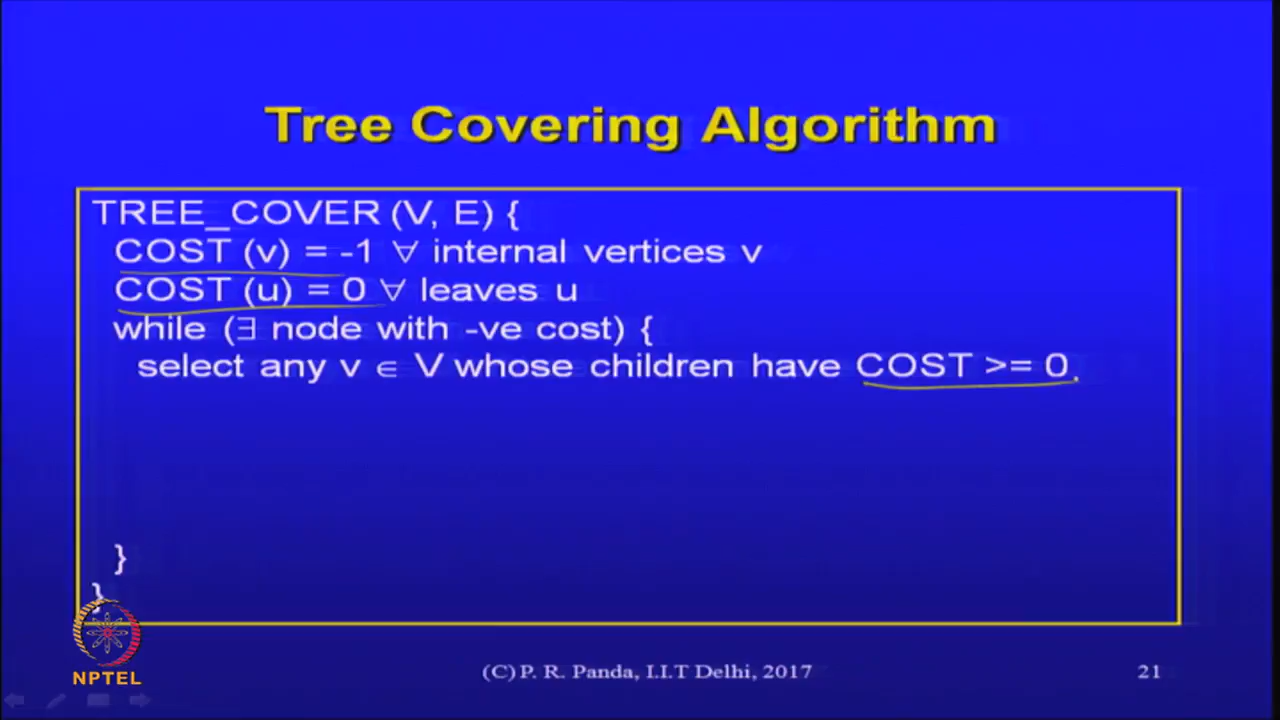 Tree Covering Algorithm
TREE_COVER (V, E) {
COST (v) = -1 ∀ internal vertices v
COST (u) = 0 ∀ leaves u
while (∃ node with -ve cost) {
select any v ∈ V whose children have COST >= 0.
}
}
NPTEL
(C) P. R. Panda, I.I.T Delhi, 2017
21